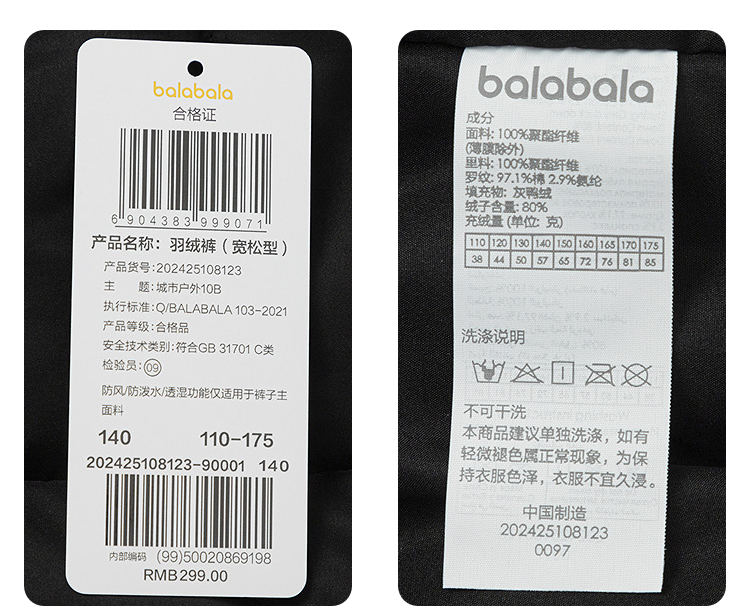 balabala
合格证
6 904383 999071
产品名称: 羽绒裤（宽松型）
产品货号:202425108123
主 题:城市户外10B
执行标准:Q/BALABALA 103-2021
产品等级:合格品
安全技术类别:符合GB 31701 C类
检验员:09
防风/防泼水/透湿功能仅适用于裤子主
面料
140 110-175
202425108123-90001 140
内部编码 (99)50020869198
RMB299.00
balabala
成分
面料: 100%聚酯纤维
(薄膜除外)
里料: 100%聚酯纤维
罗纹: 97.1%棉 2.9%氨纶
填充物: 灰鸭绒
绒子含量: 80%
充绒量 (单位: 克)
110 120 130 140 150 160 165 170 175
38 44 50 57 65 72 76 81 85
洗涤说明
不可干洗
本商品建议单独洗涤，如有
轻微褪色属正常现象，为保
持衣服色泽，衣服不宜久浸。
中国制造
202425108123
0097